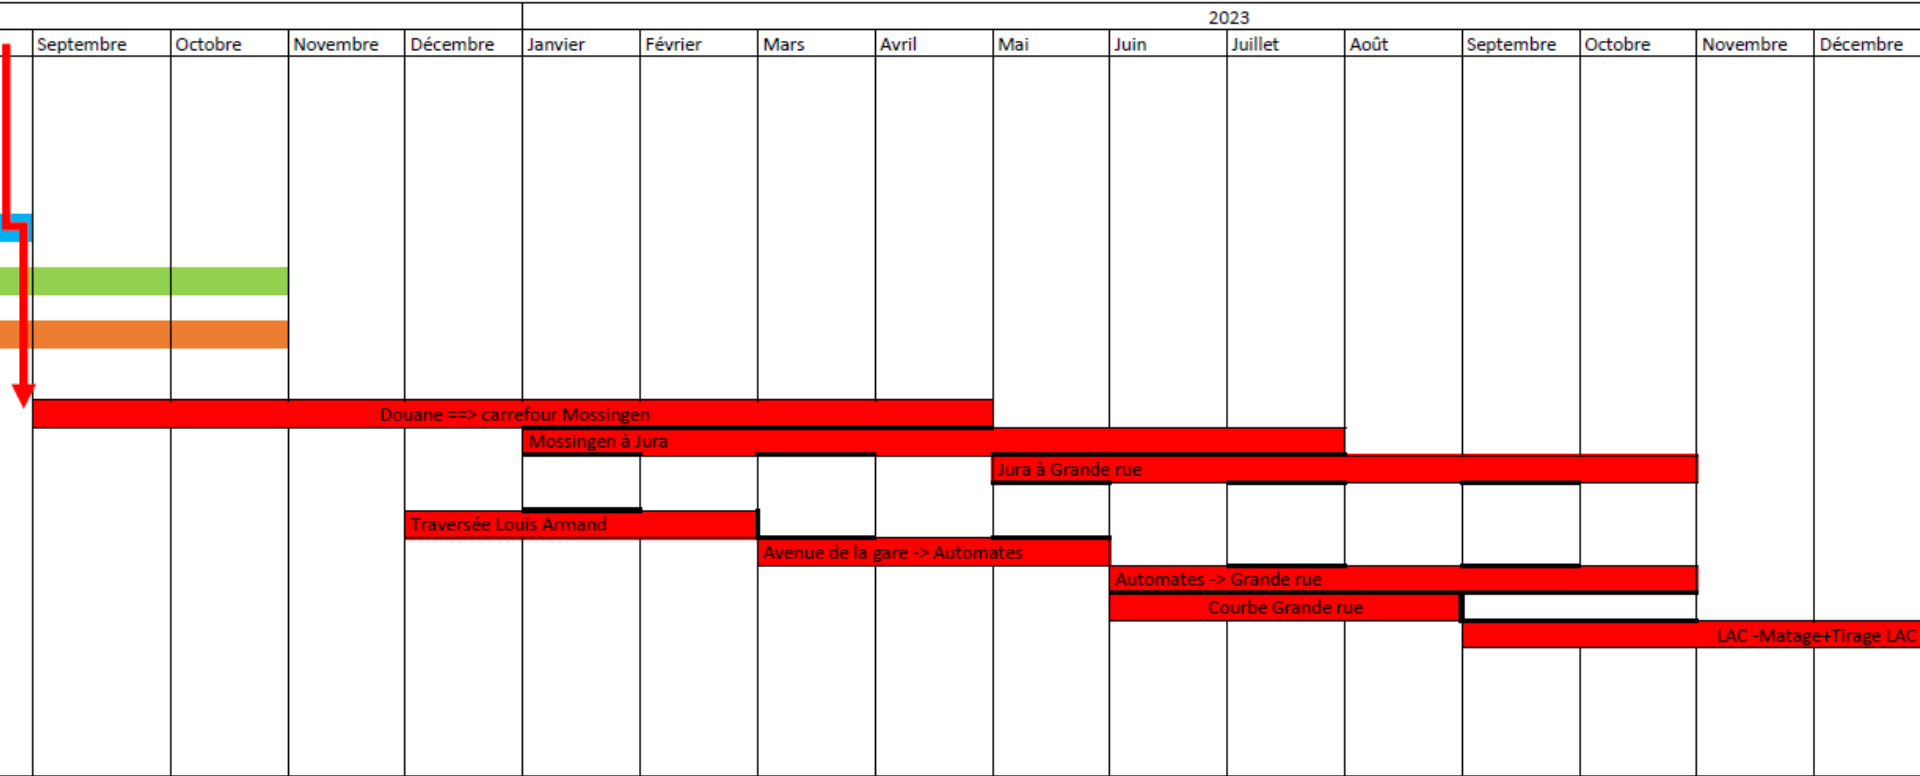 2023
Septembre Octobre Novembre Décembre Janvier Février Mars Avril Mai Juin Juillet Août Septembre Octobre Novembre Décembre
Douane ==> carrefour Mossingen
Mossingen à Jura
Jura à Grande rue
Traversée Louis Armand
Avenue de la gare -> Automates
Automates -> Grande rue
Courbe Grande rue
LAC -Matage+Tirage LAC